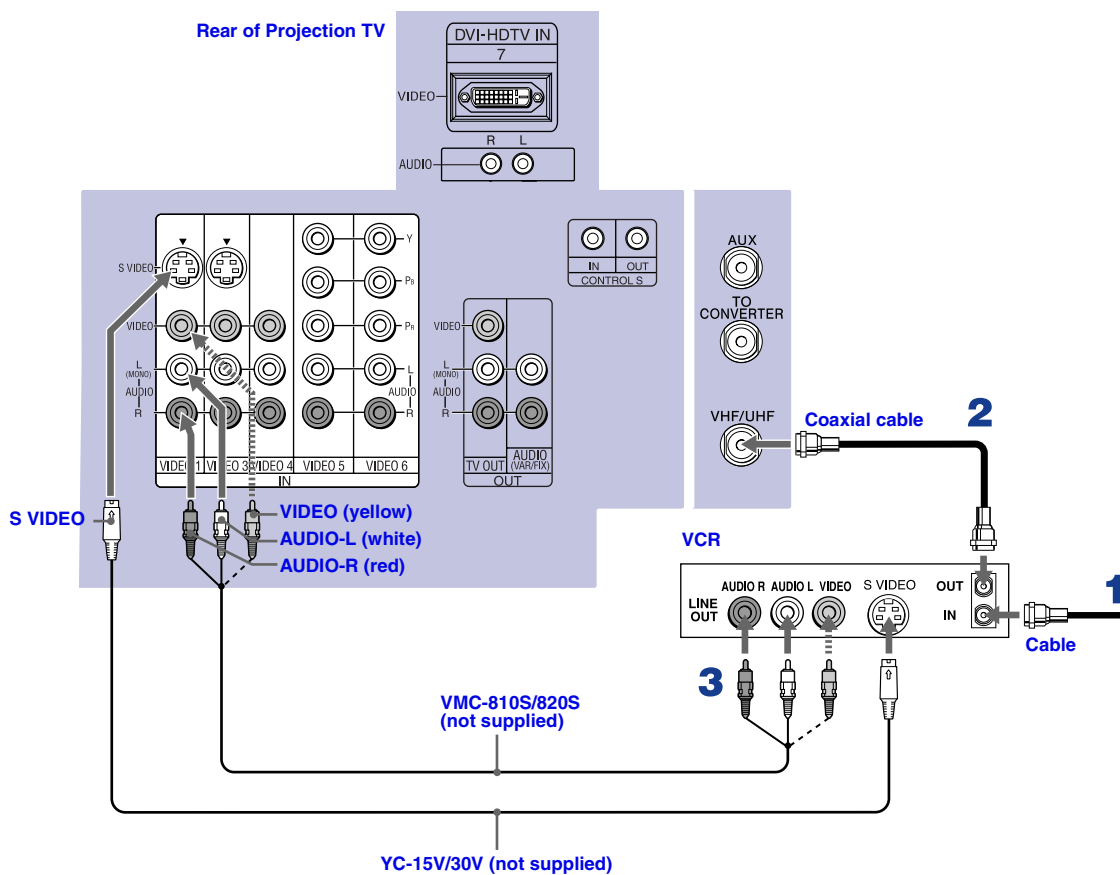 Rear of Projection TV
DVI-HDTV IN
7
VIDEO
R L
AUDIO
S VIDEO
VIDEO
L
(MONO)
AUDIO
R
Y
PB
PR
L
AUDIO
R
VIDEO 1 VIDEO 3 VIDEO 4 VIDEO 5 VIDEO 6
IN
VIDEO
L
(MONO)
AUDIO
R
TV OUT
AUDIO
(VAR/FIX)
OUT
IN OUT
CONTROL S
AUX
TO
CONVERTER
VHF/UHF
Coaxial cable
2
S VIDEO
VIDEO (yellow)
AUDIO-L (white)
AUDIO-R (red)
VCR
LINE
OUT
AUDIO R AUDIO L VIDEO S VIDEO
OUT
IN
1
Cable
3
VMC-810S/820S
(not supplied)
YC-15V/30V (not supplied)